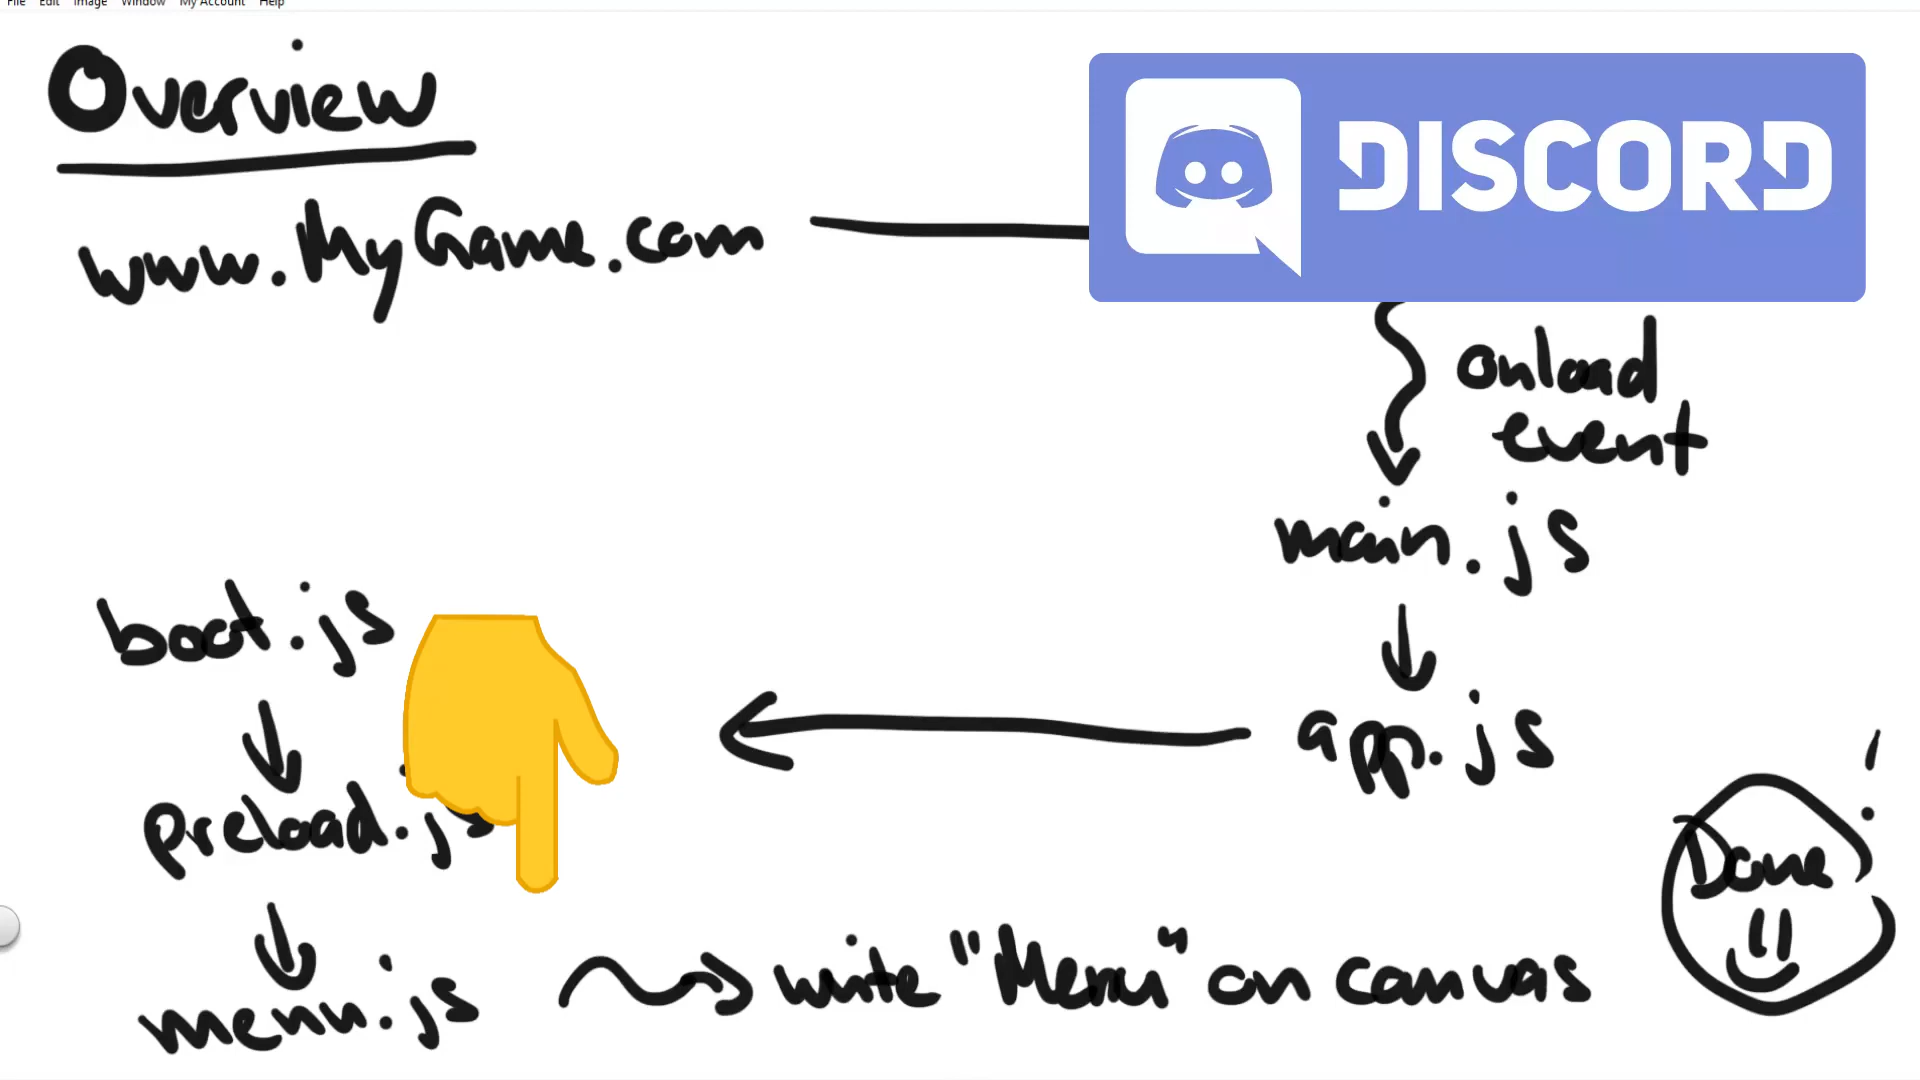 File Edit Image Window My Account Help
Overview
DISCORD
www.MyGame.com
onload
event
main.js
boot.js
app.js
preload.js
Done!
menu.js
write "Menu" on canvas